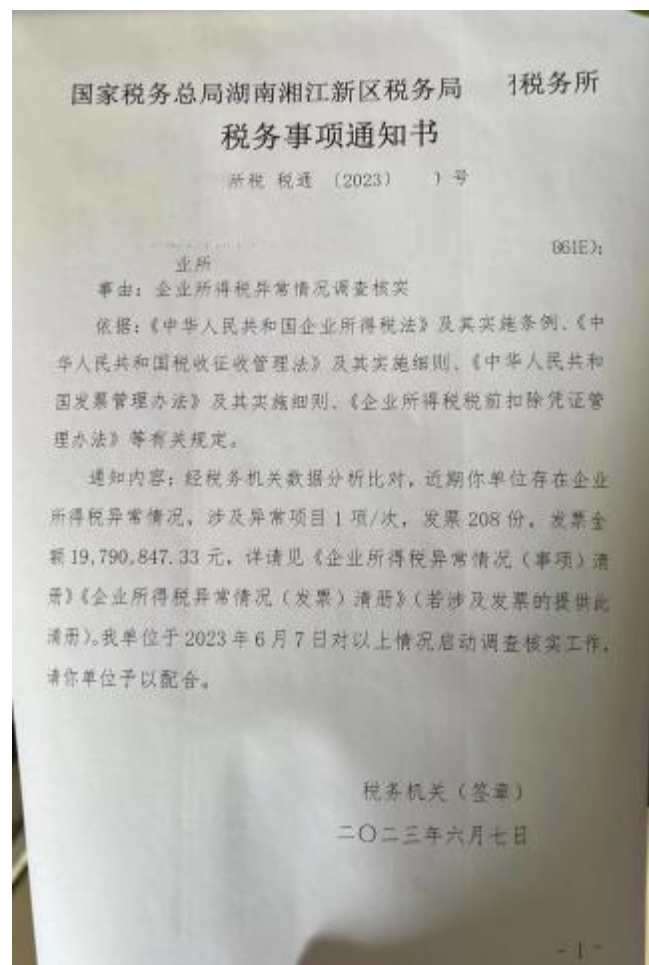 国家税务总局湖南湘江新区税务局 税务所
税务事项通知书
所税 税通 〔2023〕 号
861E):
业所
事由：企业所得税异常情况调查核实
依据：《中华人民共和国企业所得税法》及其实施条例、《中
华人民共和国税收征收管理法》及其实施细则、《中华人民共和
国发票管理办法》及其实施细则、《企业所得税税前扣除凭证管
理办法》等有关规定。
通知内容：经税务机关数据分析比对，近期你单位存在企业
所得税异常情况，涉及异常项目1项/次，发票208份，发票金
额19,790,847.33元，详请见《企业所得税异常情况（事项）清
册》《企业所得税异常情况（发票）清册》（若涉及发票的提供此
清册）。我单位于2023年6月7日对以上情况启动调查核实工作，
请你单位予以配合。
税务机关（签章）
二〇二三年六月七日
- 1 -